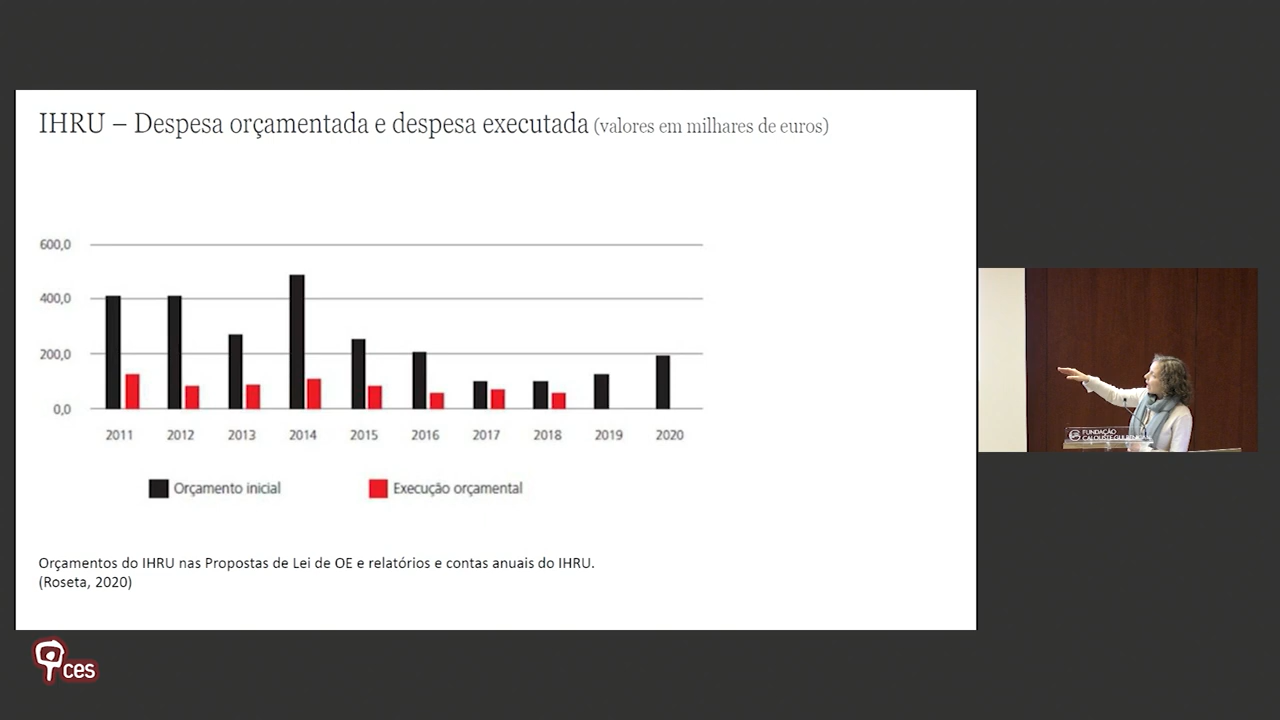 IHRU – Despesa orçamentada e despesa executada (valores em milhares de euros)
600,0
400,0
200,0
0,0
2011 2012 2013 2014 2015 2016 2017 2018 2019 2020
Orçamento inicial Execução orçamental
Orçamentos do IHRU nas Propostas de Lei de OE e relatórios e contas anuais do IHRU.
(Roseta, 2020)
FUNDAÇÃO
CALOUSTE
ces